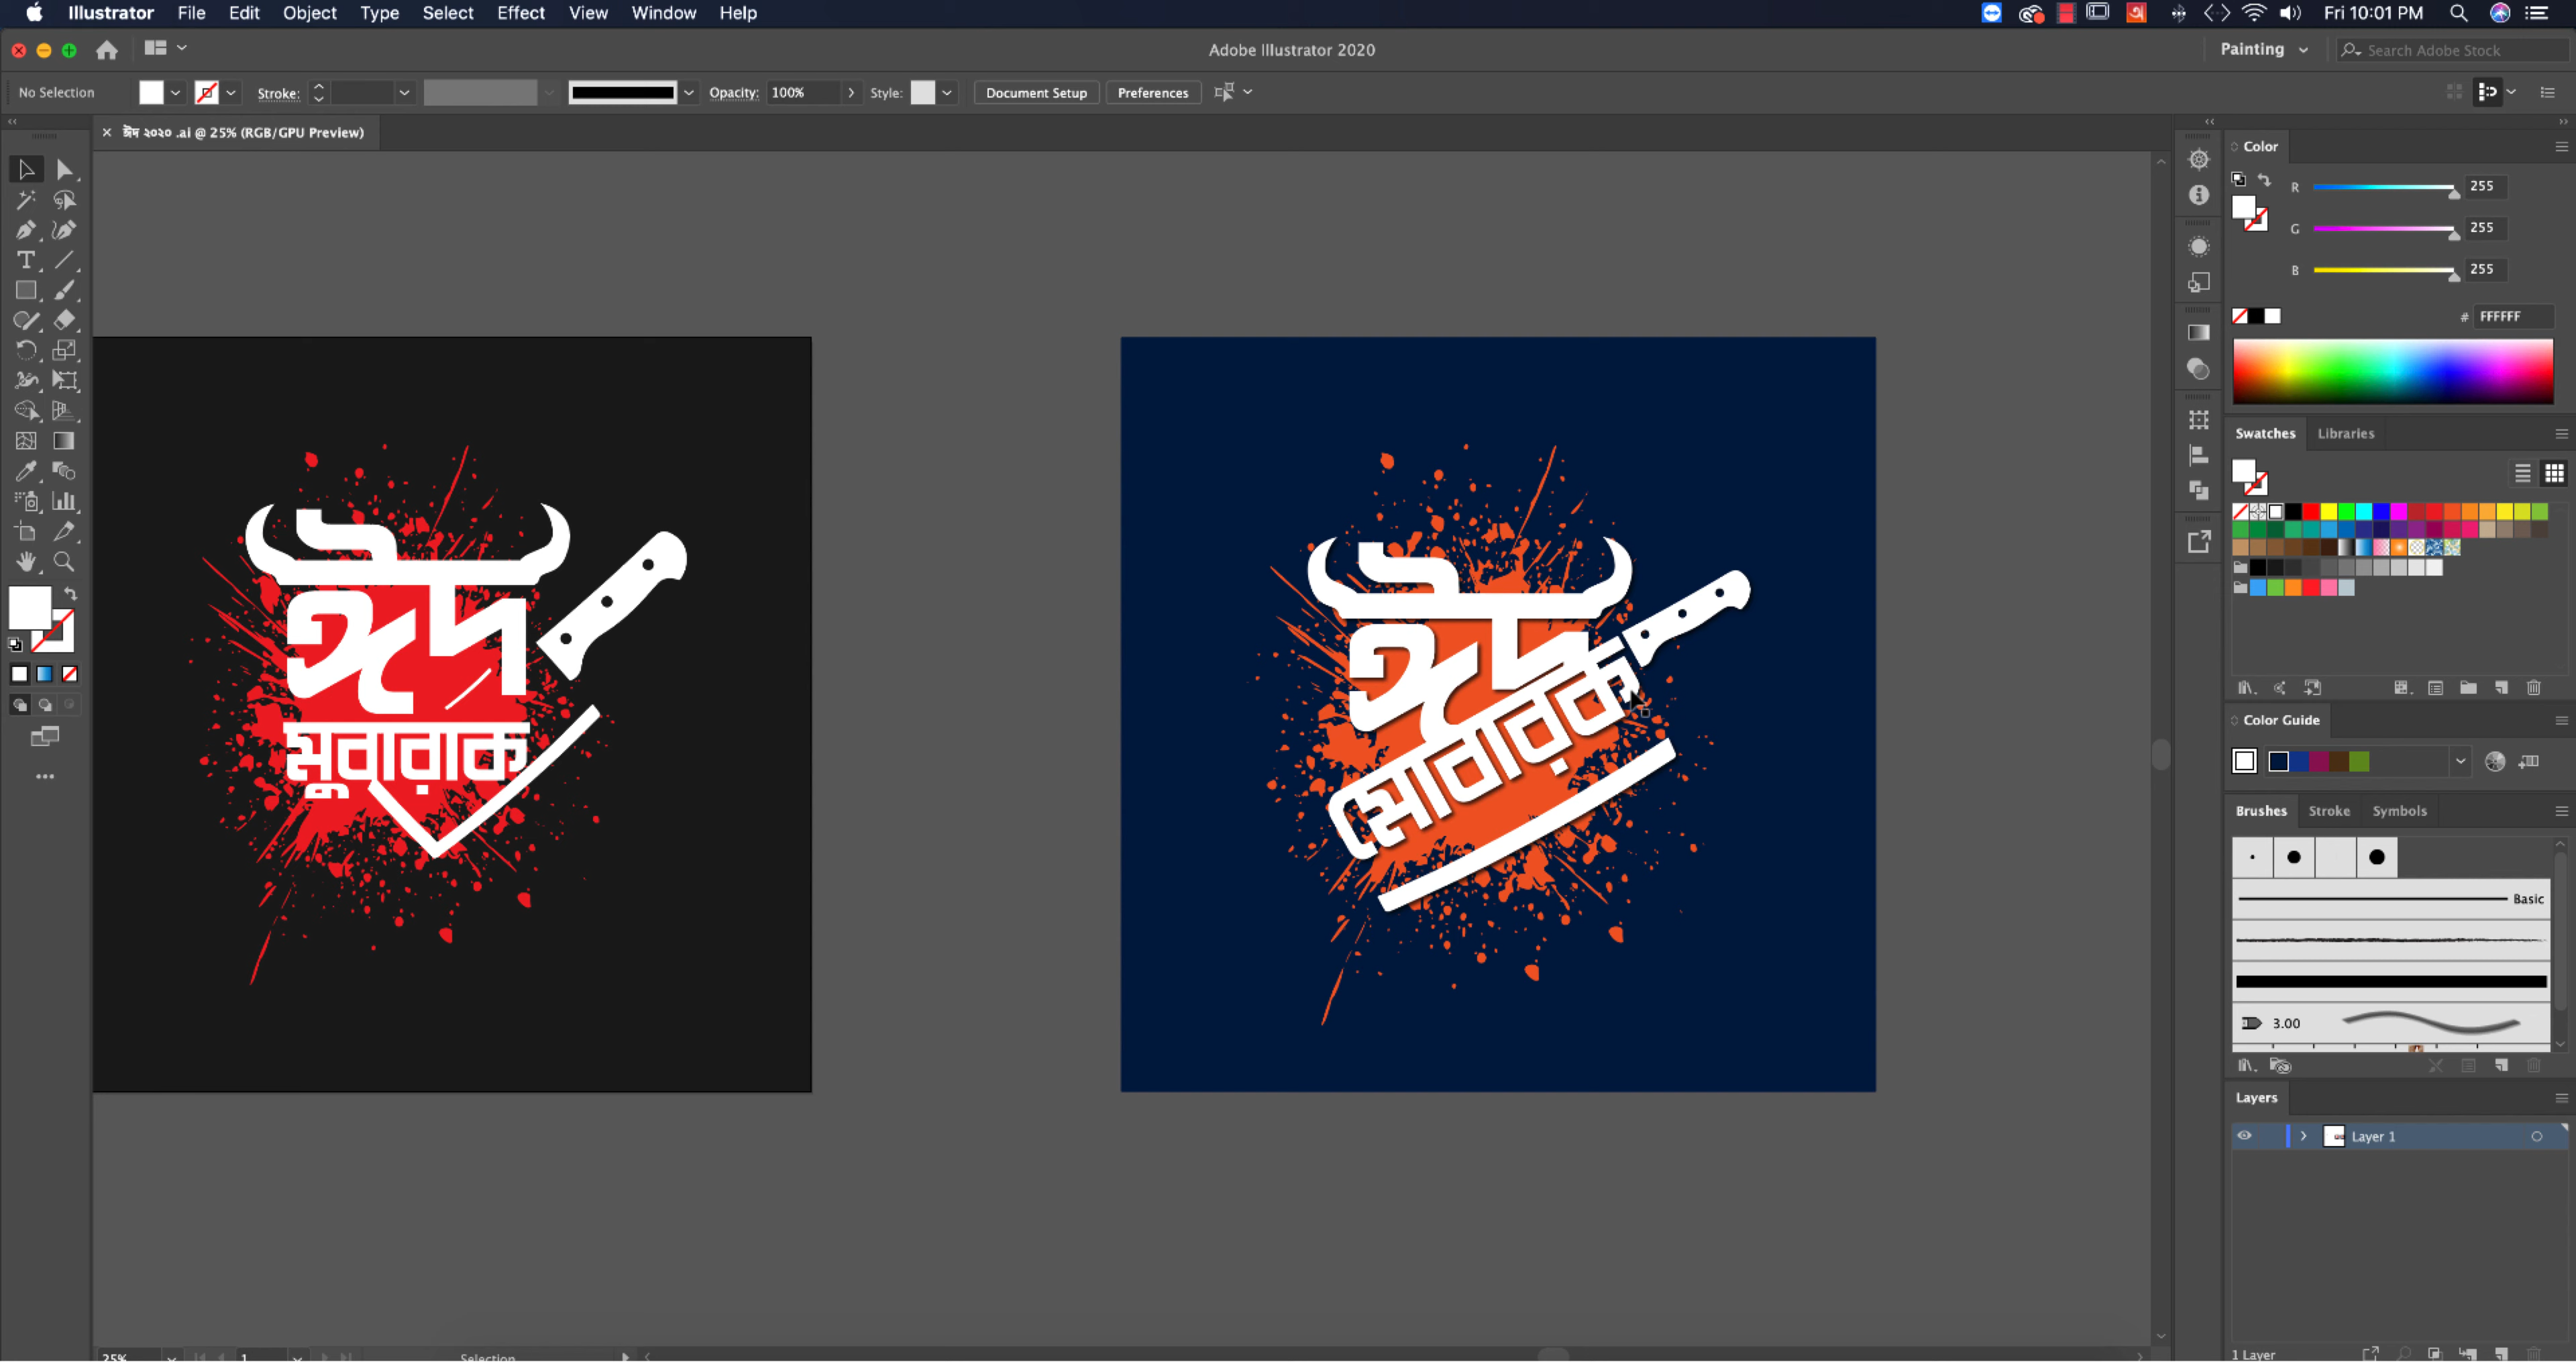 Illustrator File Edit Object Type Select Effect View Window Help
Fri 10:01 PM
Adobe Illustrator 2020
Painting
Search Adobe Stock
No Selection
Stroke:
Opacity: 100%
Style:
Document Setup
Preferences
ঈদ ২০২০ .ai @ 25% (RGB/GPU Preview)
ঈদ
মুবারাক
ঈদ
মোবারক
Color
R 255
G 255
B 255
# FFFFFF
Swatches Libraries
Color Guide
Brushes Stroke Symbols
Basic
3.00
Layers
Layer 1
1 Layer
25%
1
Selection